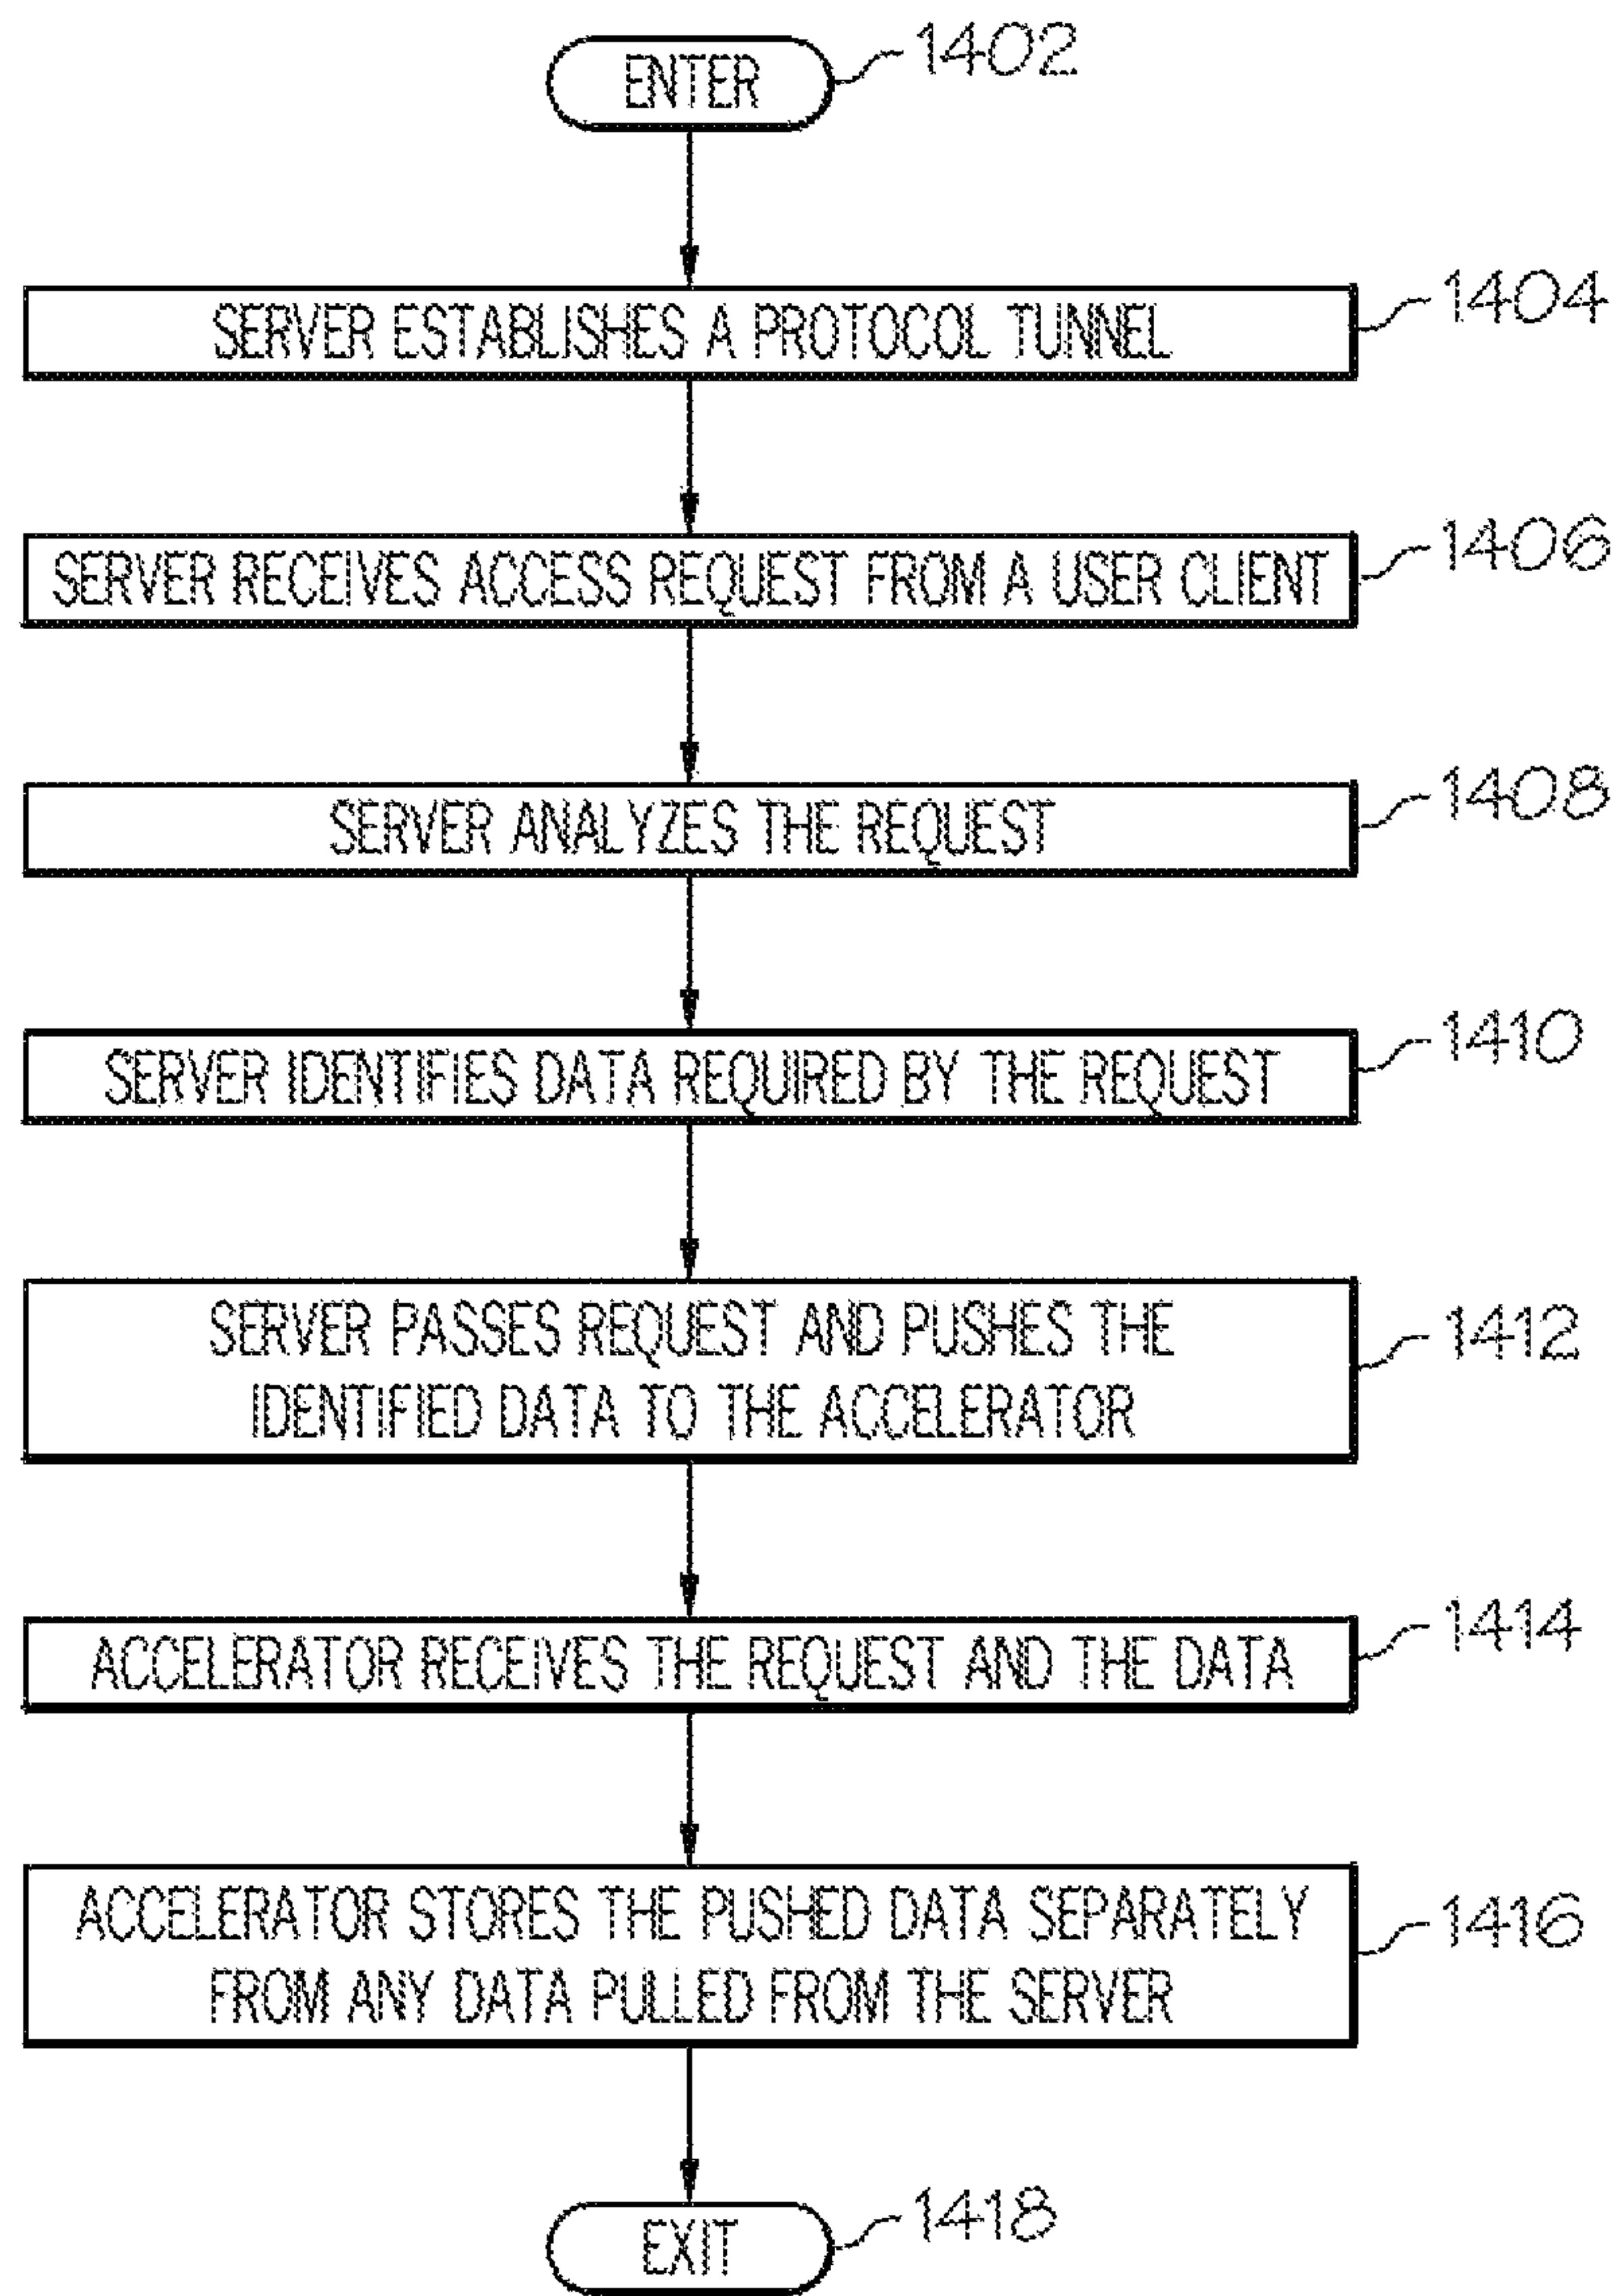 ENTER
1402
SERVER ESTABLISHES A PROTOCOL TUNNEL
1404
SERVER RECEIVES ACCESS REQUEST FROM A USER CLIENT
1406
SERVER ANALYZES THE REQUEST
1408
SERVER IDENTIFIES DATA REQUIRED BY THE REQUEST
1410
SERVER PASSES REQUEST AND PUSHES THE
IDENTIFIED DATA TO THE ACCELERATOR
1412
ACCELERATOR RECEIVES THE REQUEST AND THE DATA
1414
ACCELERATOR STORES THE PUSHED DATA SEPARATELY
FROM ANY DATA PULLED FROM THE SERVER
1416
EXIT
1418